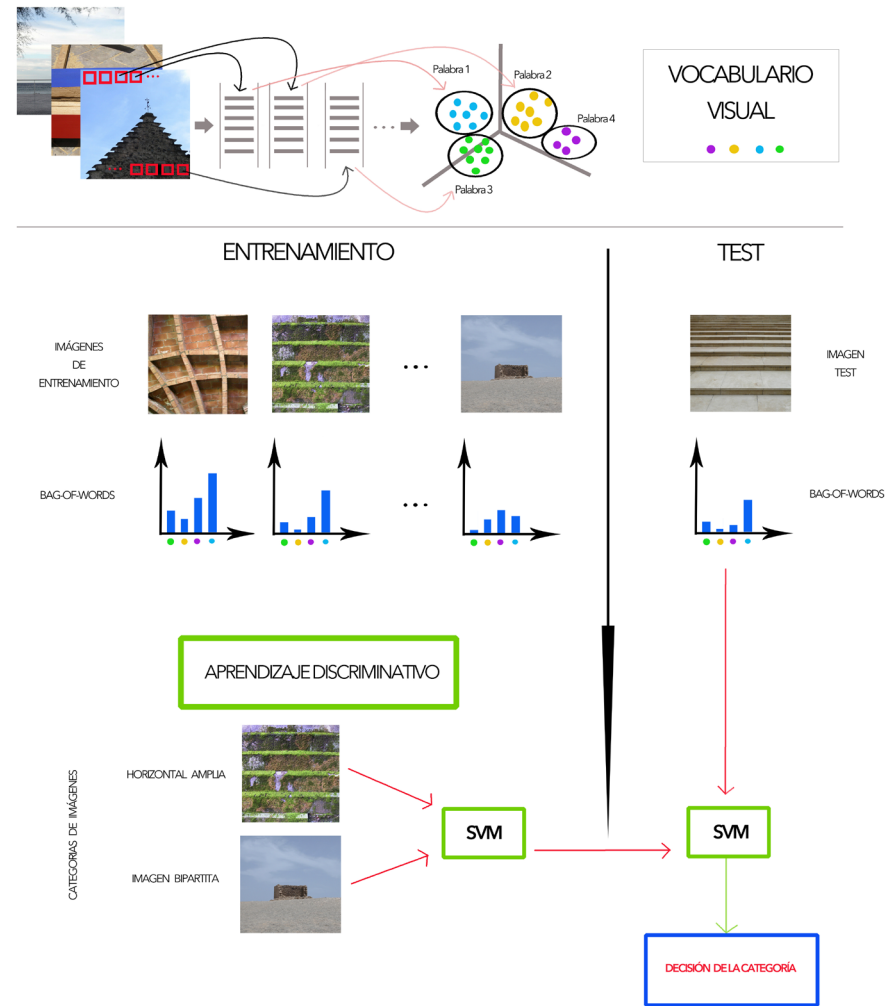 Palabra 1
Palabra 2
Palabra 4
Palabra 3
VOCABULARIO
VISUAL
ENTRENAMIENTO
TEST
IMÁGENES
DE
ENTRENAMIENTO
IMAGEN
TEST
BAG-OF-WORDS
BAG-OF-WORDS
APRENDIZAJE DISCRIMINATIVO
CATEGORIAS DE IMÁGENES
HORIZONTAL AMPLIA
SVM
SVM
IMAGEN BIPARTITA
DECISIÓN DE LA CATEGORÍA